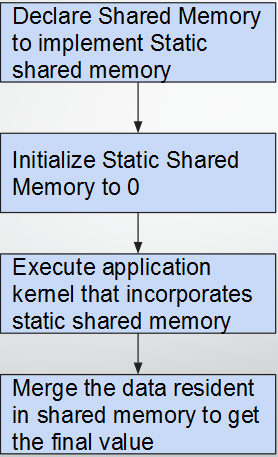 Declare Shared Memory
to implement Static
shared memory
Initialize Static Shared
Memory to 0
Execute application
kernel that incorporates
static shared memory
Merge the data resident
in shared memory to get
the final value